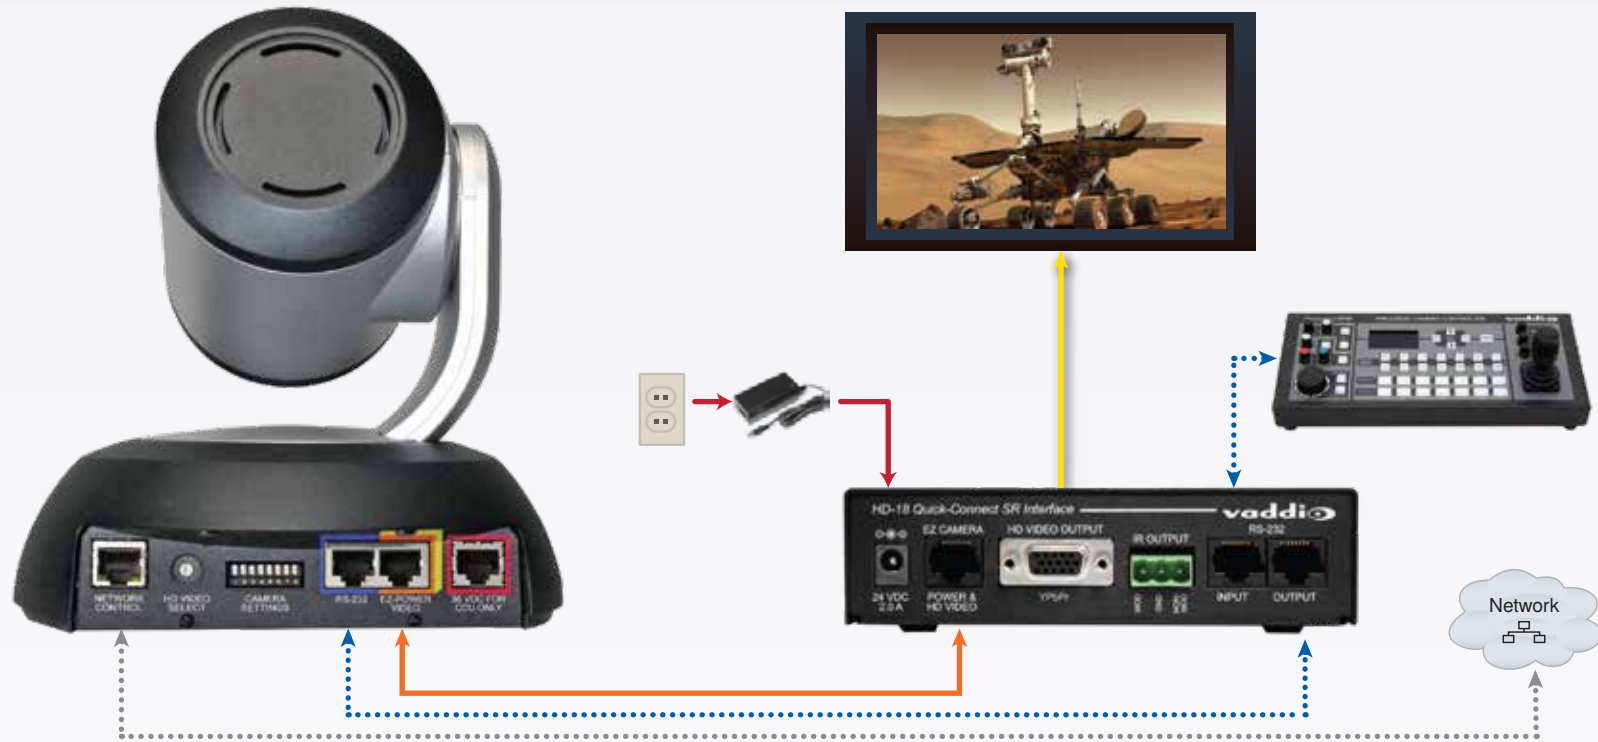 HD-18 Quick-Connect SR Interface
vaddio
EZ CAMERA
HD VIDEO OUTPUT
IR OUTPUT
RS-232
24 VDC
2.0 A
POWER &
HD VIDEO
YPbPr
GND
INPUT
OUTPUT
NETWORK
CONTROL
HD VIDEO
SELECT
CAMERA
SETTINGS
RS-232
EZ-POWER
VIDEO
36 VDC FOR
CCU ONLY
vaddio
Network